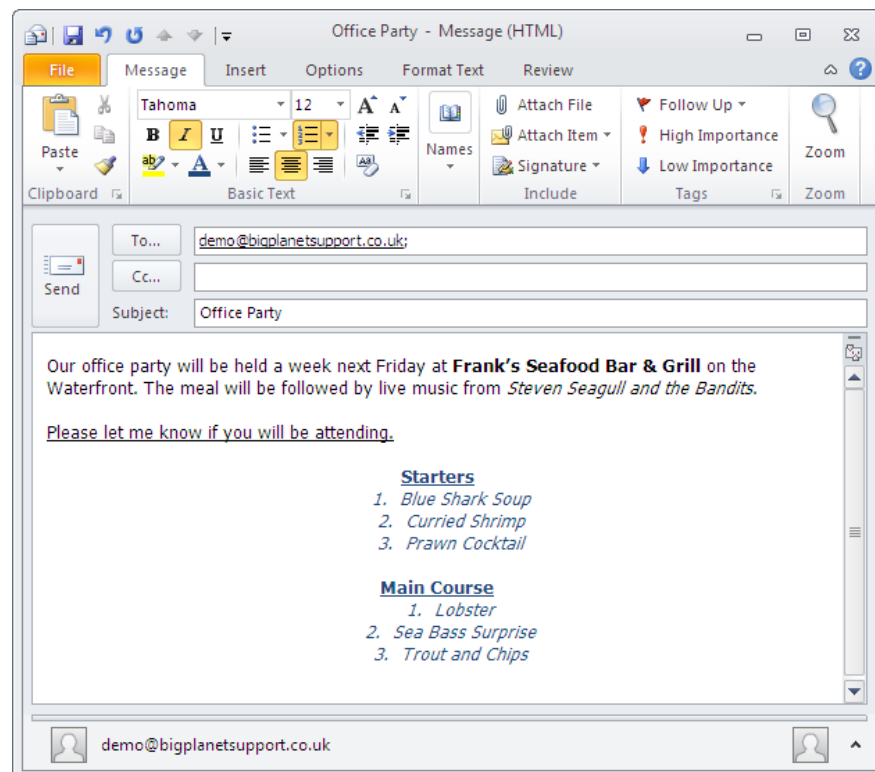 Office Party - Message (HTML)
File Message Insert Options Format Text Review
Tahoma 12 A A Attach File Follow Up
B I U Names Attach Item High Importance Zoom
Paste ab A Signature Low Importance
Clipboard Basic Text Include Tags Zoom
To... demo@bigplanetsupport.co.uk;
Cc...
Send
Subject: Office Party
Our office party will be held a week next Friday at Frank’s Seafood Bar & Grill on the
Waterfront. The meal will be followed by live music from Steven Seagull and the Bandits.
Please let me know if you will be attending.
Starters
1. Blue Shark Soup
2. Curried Shrimp
3. Prawn Cocktail
Main Course
1. Lobster
2. Sea Bass Surprise
3. Trout and Chips
demo@bigplanetsupport.co.uk